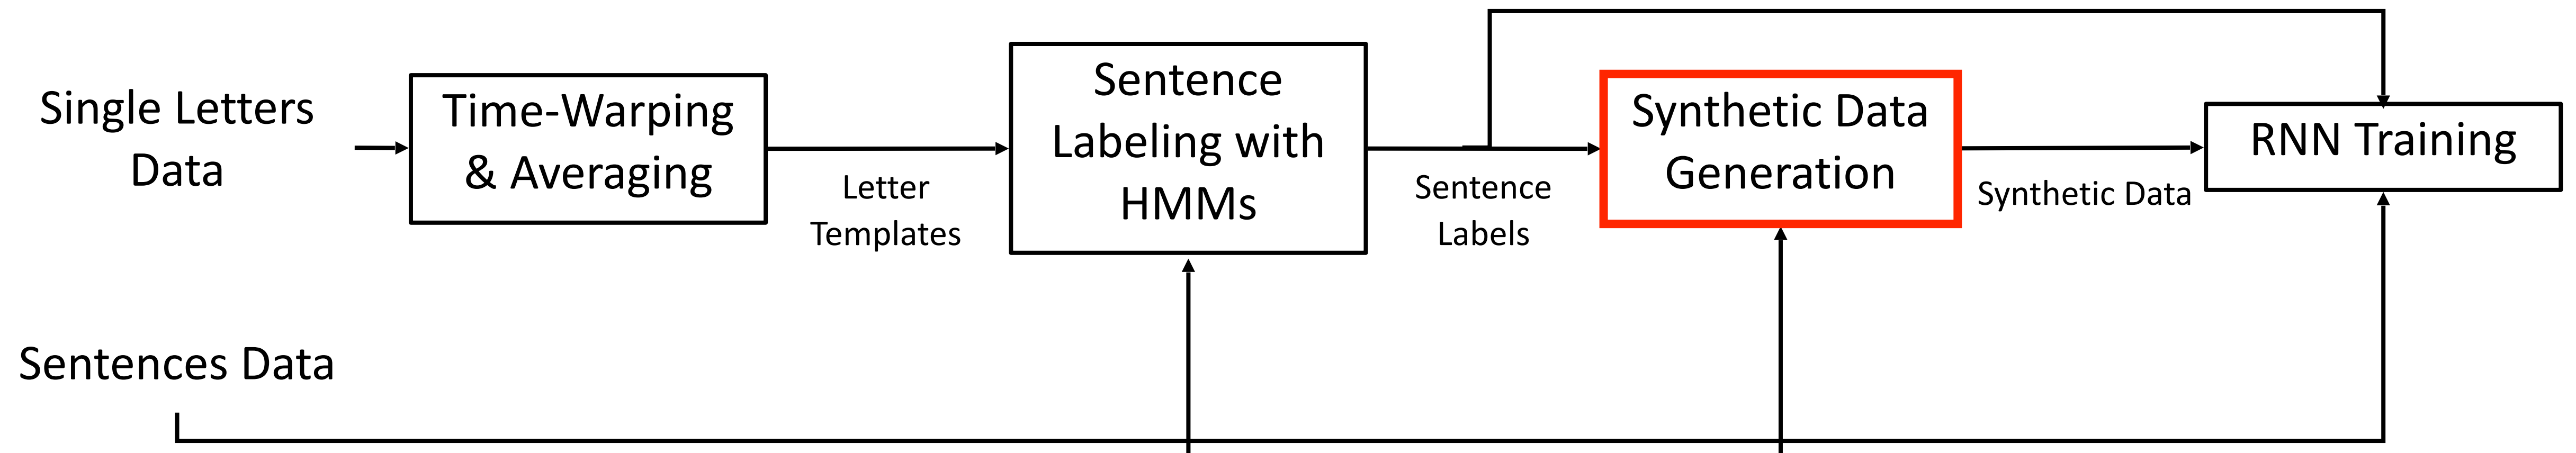 Single Letters
Data
Time-Warping
& Averaging
Letter
Templates
Sentence
Labeling with
HMMs
Sentence
Labels
Synthetic Data
Generation
Synthetic Data
RNN Training
Sentences Data